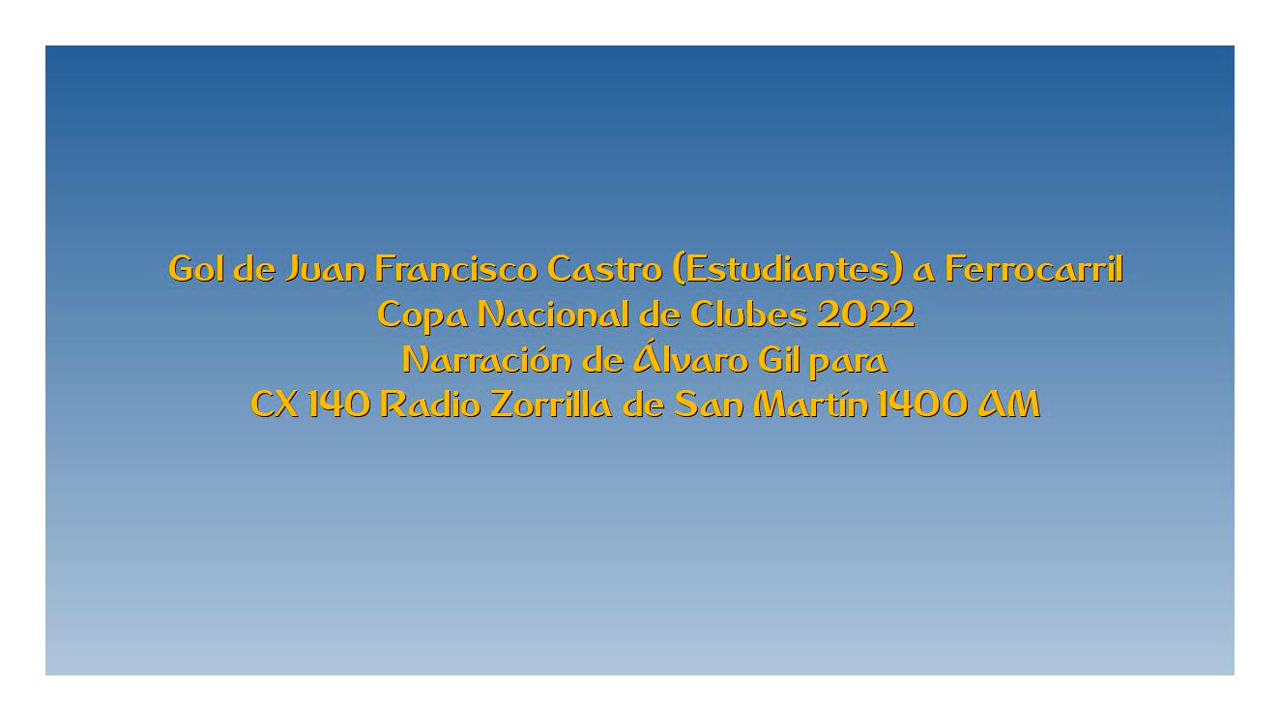 Gol de Juan Francisco Castro (Estudiantes) a Ferrocarril
Copa Nacional de Clubes 2022
Narración de Álvaro Gil para
CX 140 Radio Zorrilla de San Martín 1400 AM